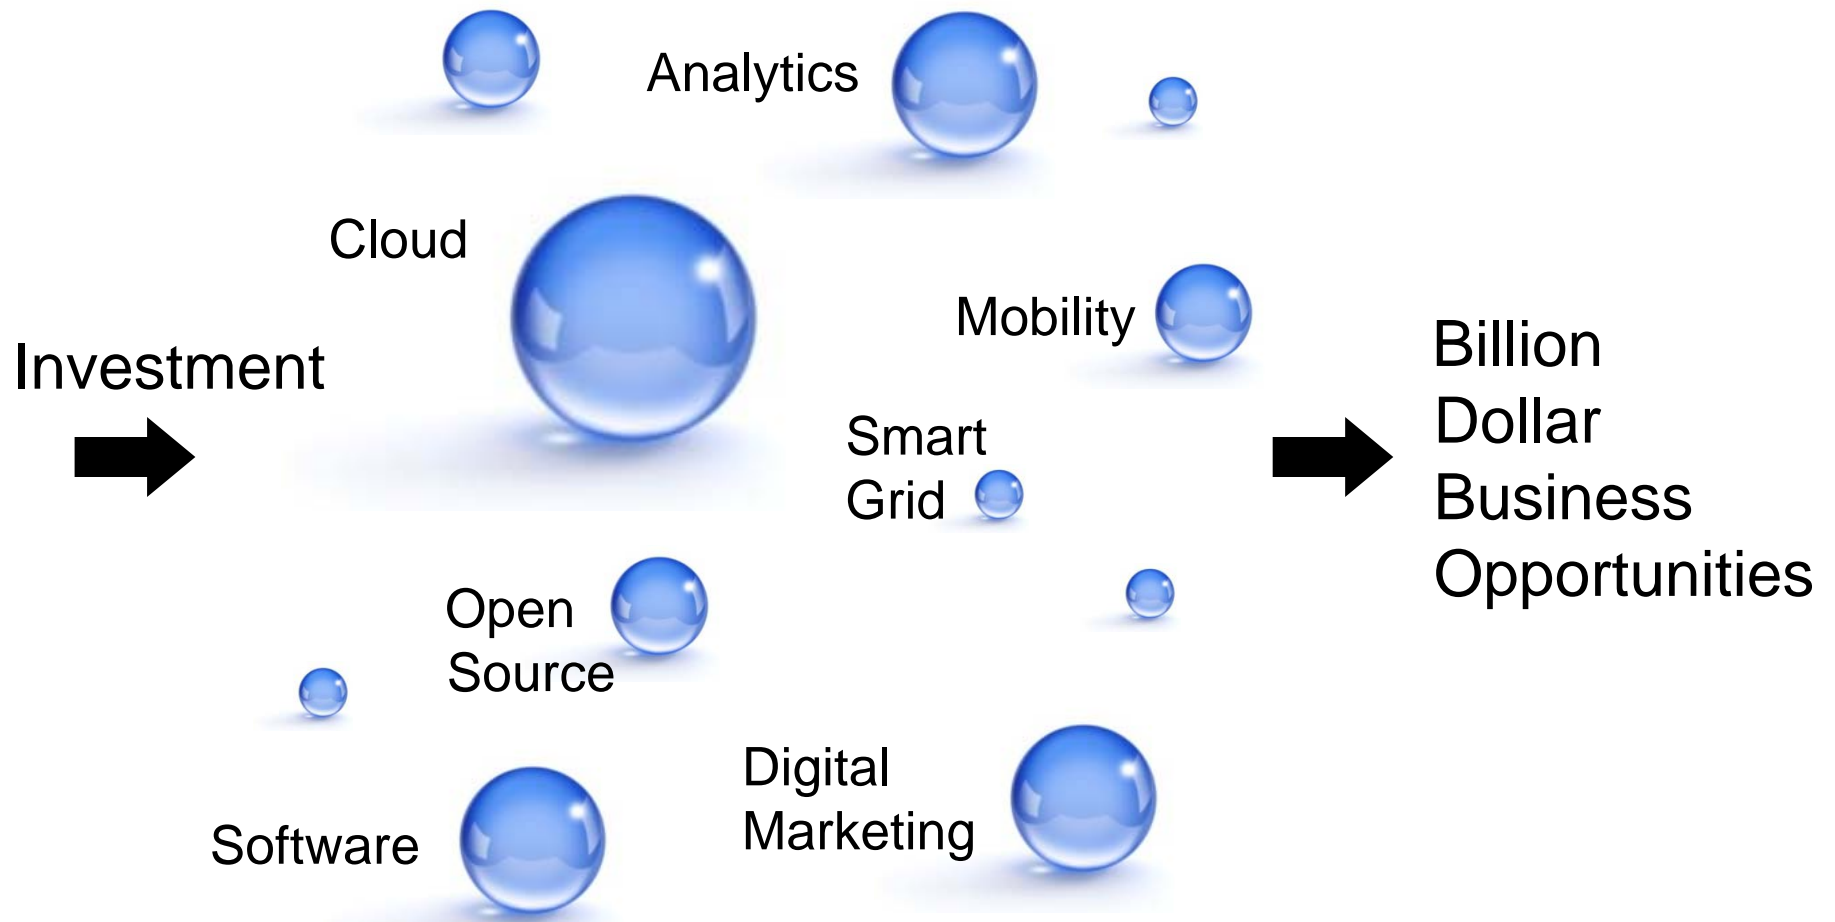 Analytics
Cloud
Mobility
Investment
Billion
Dollar
Business
Opportunities
Smart
Grid
Open
Source
Digital
Marketing
Software